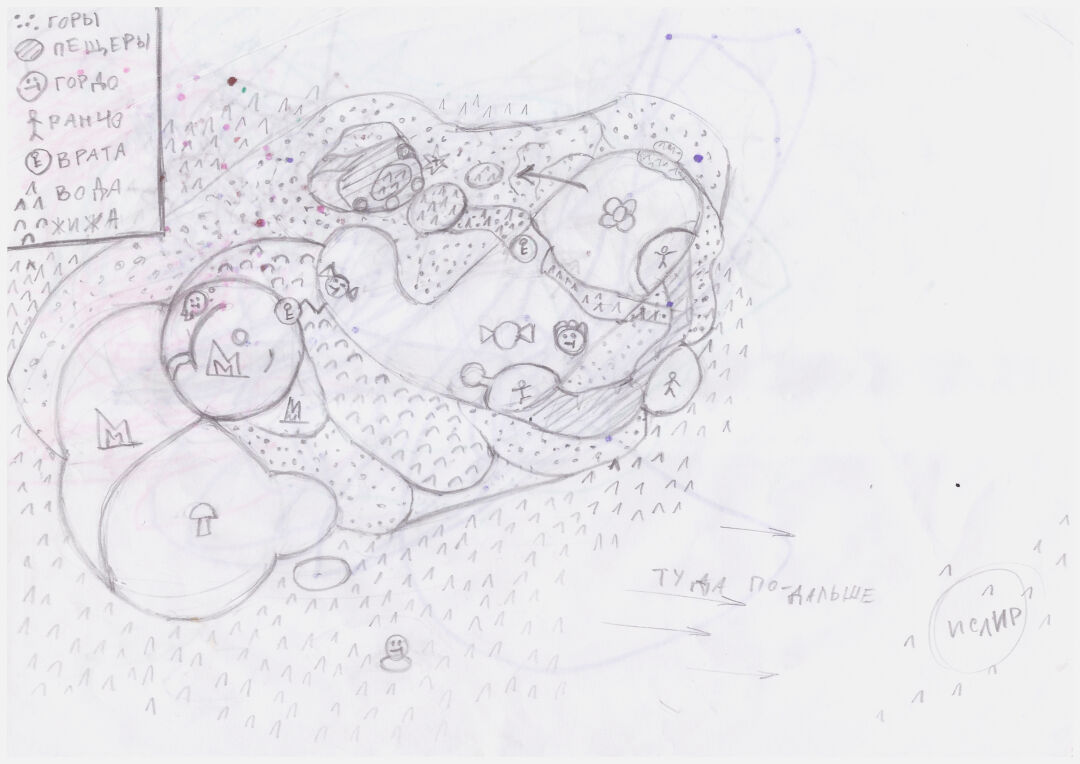 ГОРЫ
ПЕЩЕРЫ
ГОРДО
РАНЧО
ВРАТА
ВОДА
ЖИЖА
М
М
М
ТУДА ПО-ДАЛЬШЕ
ИСЛИР